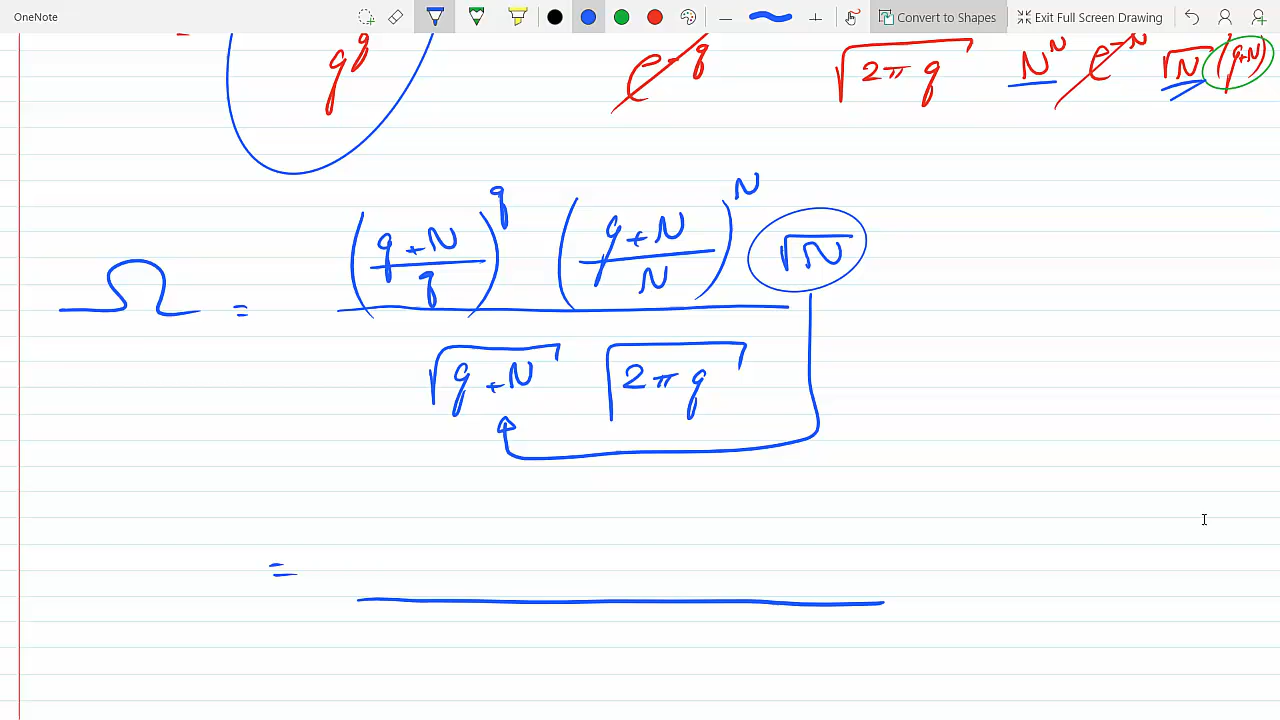 OneNote
Convert to Shapes
Exit Full Screen Drawing
q^q e^{-q} √(2πq) N^N e^{-N} √N (q+N)
Ω = ((q+N)/q)^q ((q+N)/N)^N √N
√(q+N) √(2πq)
=